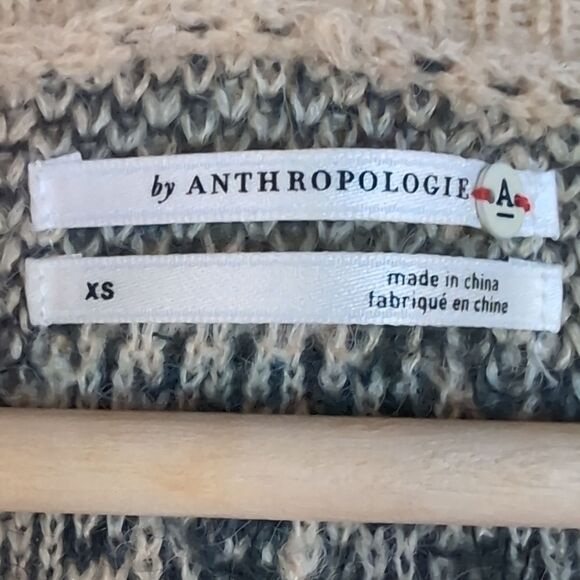 by ANTHROPOLOGIE A
XS
made in china
fabriqué en chine